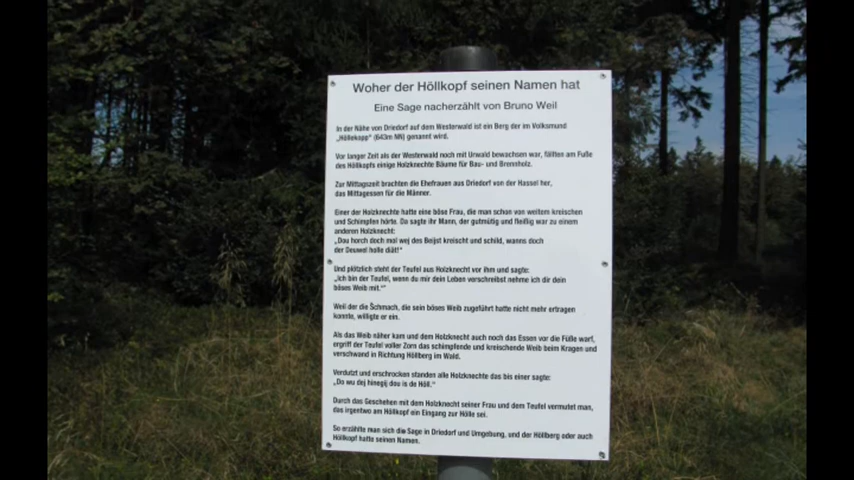 Woher der Höllkopf seinen Namen hat
Eine Sage nacherzählt von Bruno Weil
In der Nähe von Driedorf auf dem Westerwald ist ein Berg der im Volksmund
„Höllekopp“ (643m NN) genannt wird.
Vor langer Zeit als der Westerwald noch mit Urwald bewachsen war, fällten am Fuße
des Höllkopfs einige Holzknechte Bäume für Bau- und Brennholz.
Zur Mittagszeit brachten die Ehefrauen aus Driedorf von der Hassel her,
das Mittagessen für die Männer.
Einer der Holzknechte hatte eine böse Frau, die man schon von weitem kreischen
und Schimpfen hörte. Da sagte ihr Mann, der gutmütig und fleißig war zu einem
anderen Holzknecht:
„Dou horch doch mol wej des Beijst kreischt und schild, wanns doch
der Deuwel holle diät!“
Und plötzlich steht der Teufel aus Holzknecht vor ihm und sagte:
„Ich bin der Teufel, wenn du mir dein Leben verschreibst nehme ich dir dein
böses Weib mit.“
Weil der die Schmach, die sein böses Weib zugeführt hatte nicht mehr ertragen
konnte, willigte er ein.
Als das Weib näher kam und dem Holzknecht auch noch das Essen vor die Füße warf,
ergriff der Teufel voller Zorn das schimpfende und kreischende Weib beim Kragen und
verschwand in Richtung Höllberg im Wald.
Verdutzt und erschrocken standen alle Holzknechte das bis einer sagte:
„Do wu dej hinegij dou is de Höll.“
Durch das Geschehen mit dem Holzknecht seiner Frau und dem Teufel vermutet man,
das irgentwo am Höllkopf ein Eingang zur Hölle sei.
So erzählte man sich die Sage in Driedorf und Umgebung, und der Höllberg oder auch
Höllkopf hatte seinen Namen.